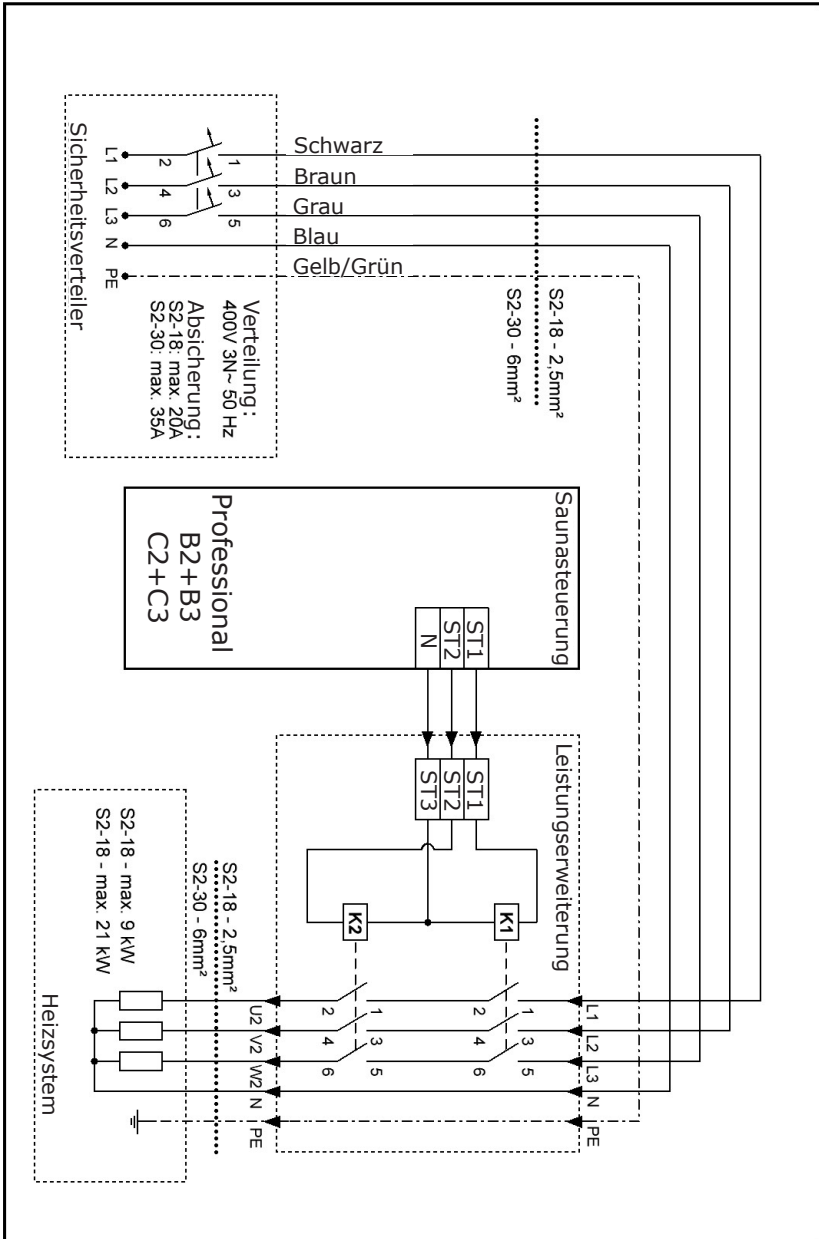 Sicherheitsverteiler
L1
L2
L3
N
PE
2
4
6
1
3
5
Schwarz
Braun
Grau
Blau
Gelb/Grün
Verteilung:
400V 3N~ 50 Hz
Absicherung:
S2-18: max. 20A
S2-30: max. 35A
S2-18 - 2,5mm²
S2-30 - 6mm²
Saunasteuerung
Professional
B2+B3
C2+C3
ST1
ST2
N
Leistungserweiterung
ST1
ST2
ST3
K1
K2
L1
L2
L3
N
PE
1
3
5
2
4
6
1
3
5
2
4
6
U2
V2
W2
N
PE
S2-18 - 2,5mm²
S2-30 - 6mm²
S2-18 - max. 9 kW
S2-18 - max. 21 kW
Heizsystem